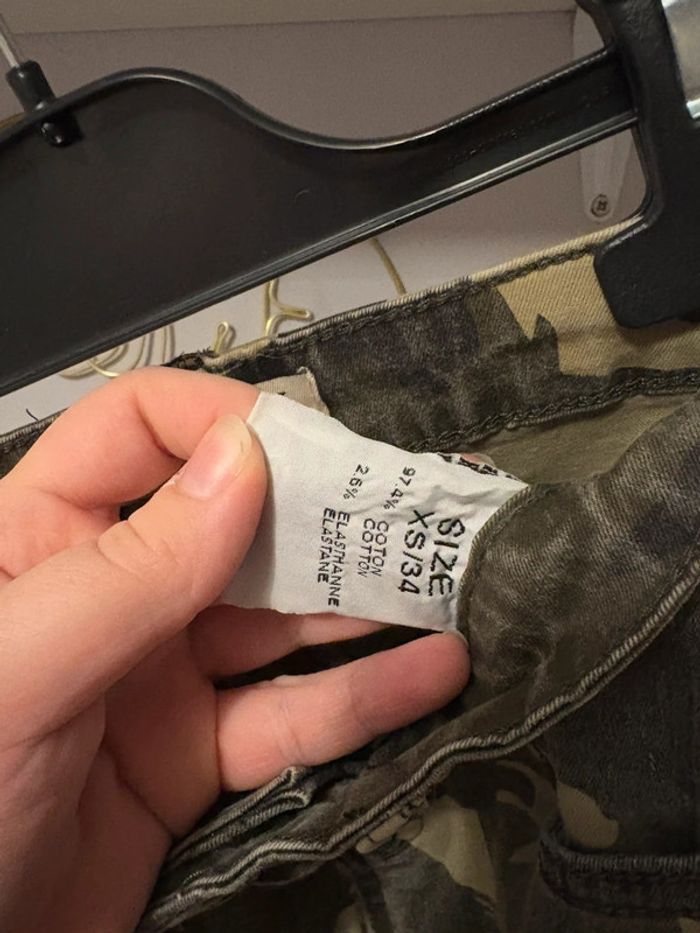 SIZE
XS/34
97.4% COTON
COTTON
2.6% ELASTHANNE
ELASTANE